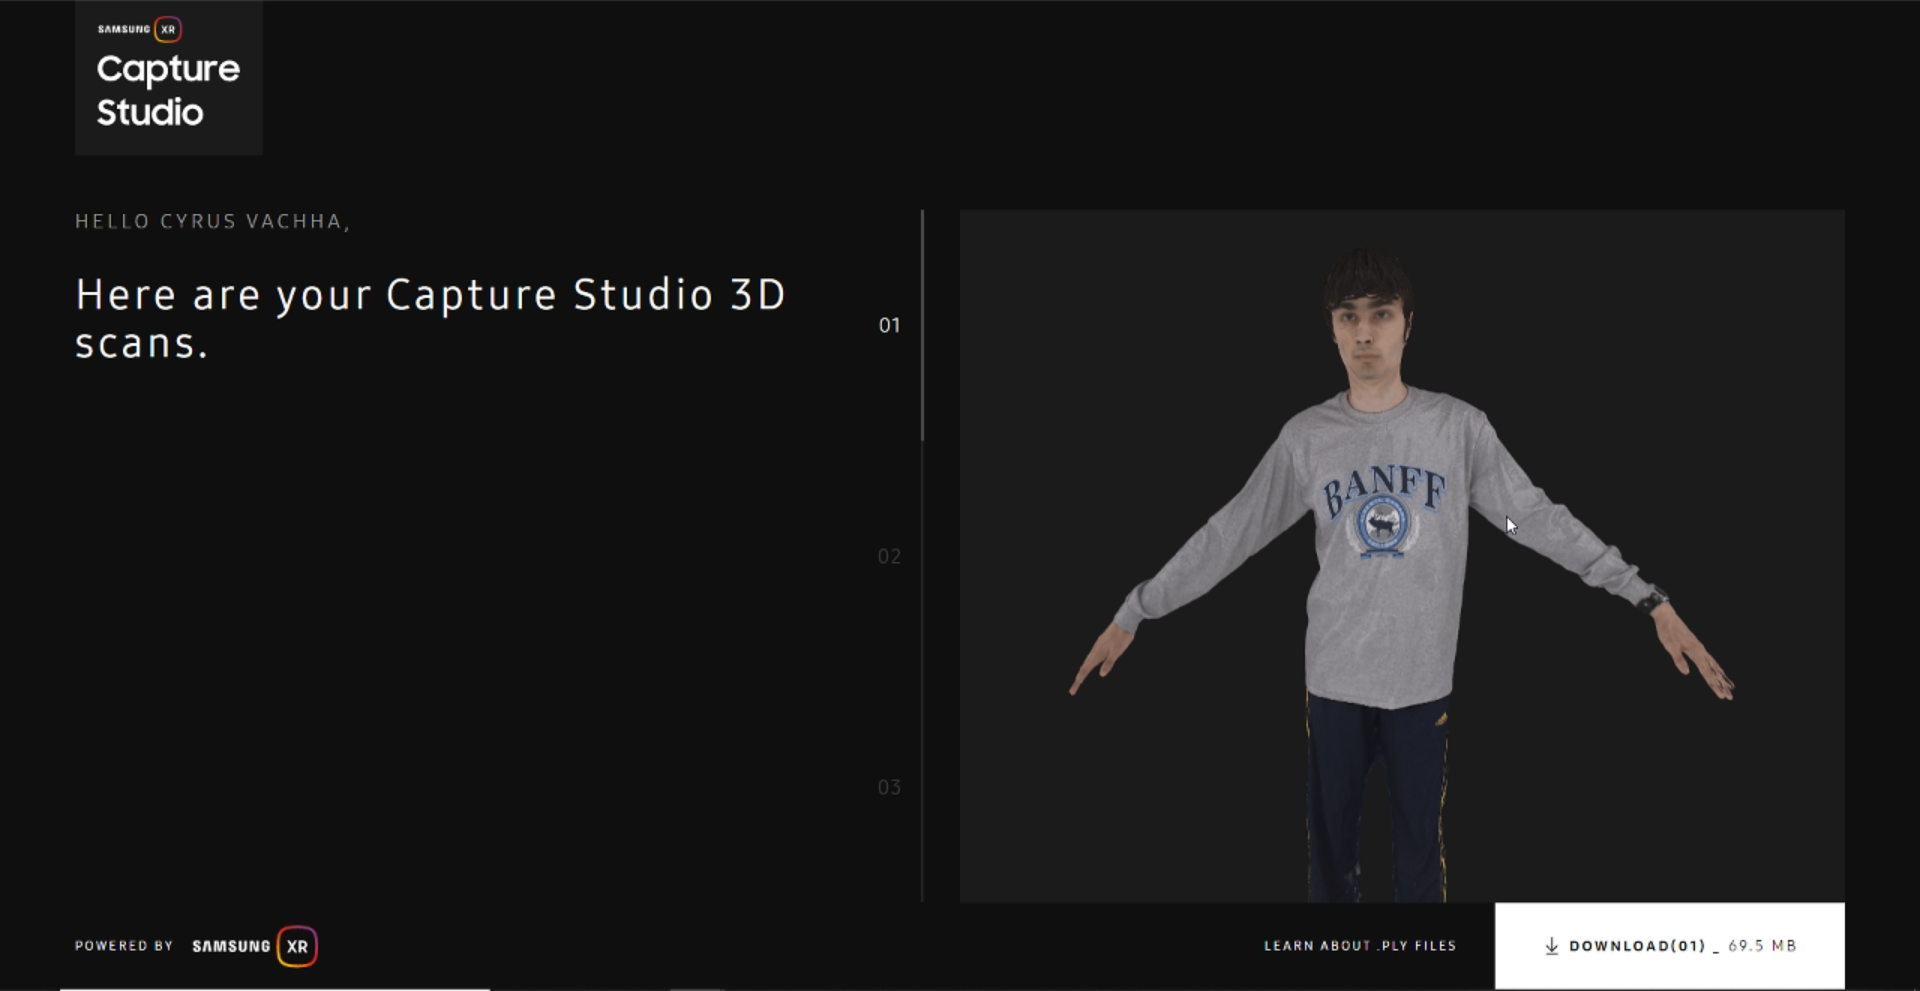 SAMSUNG XR
Capture
Studio
HELLO CYRUS VACHHA,
Here are your Capture Studio 3D
scans.
01
02
03
BANFF
POWERED BY SAMSUNG XR
LEARN ABOUT .PLY FILES
DOWNLOAD(01) _ 69.5 MB